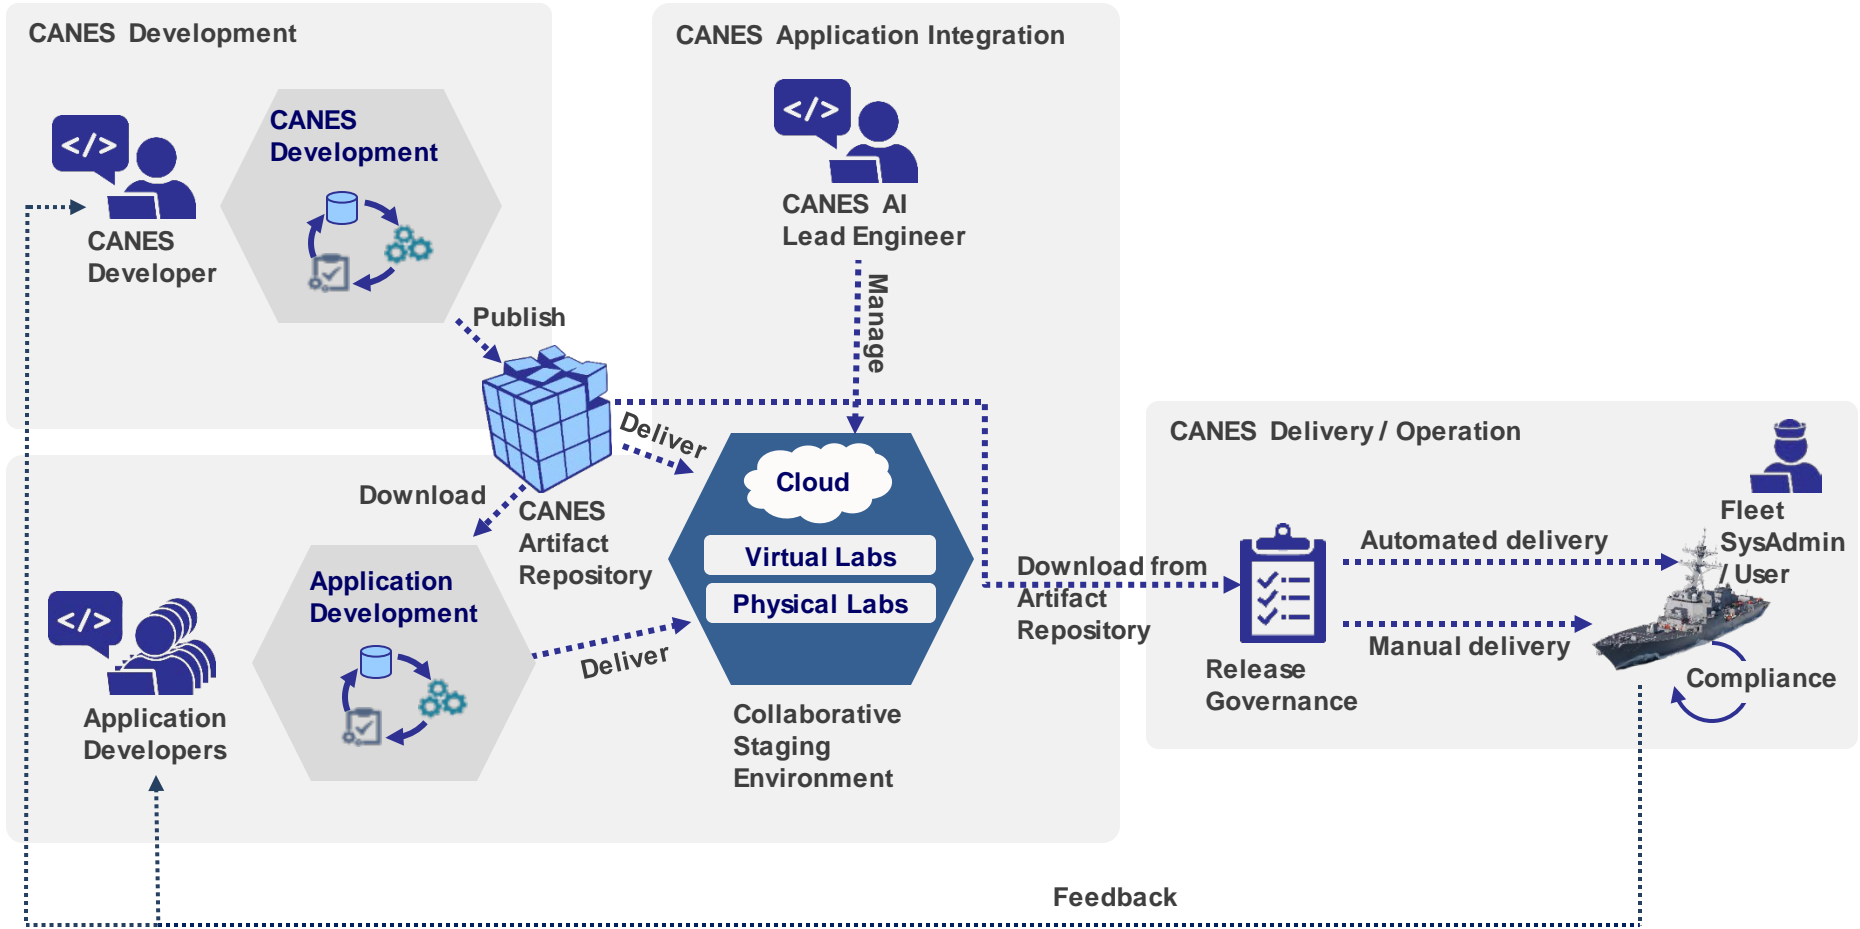 CANES Development
CANES Application Integration
</>
</>
CANES
Development
CANES
Developer
CANES AI
Lead Engineer
Manage
Publish
Deliver
CANES Delivery / Operation
Download
CANES
Artifact
Repository
Cloud
Virtual Labs
Physical Labs
Fleet
SysAdmin
/ User
Automated delivery
Download from
Artifact
Repository
Manual delivery
Application
Development
</>
Deliver
Release
Governance
Compliance
Application
Developers
Collaborative
Staging
Environment
Feedback